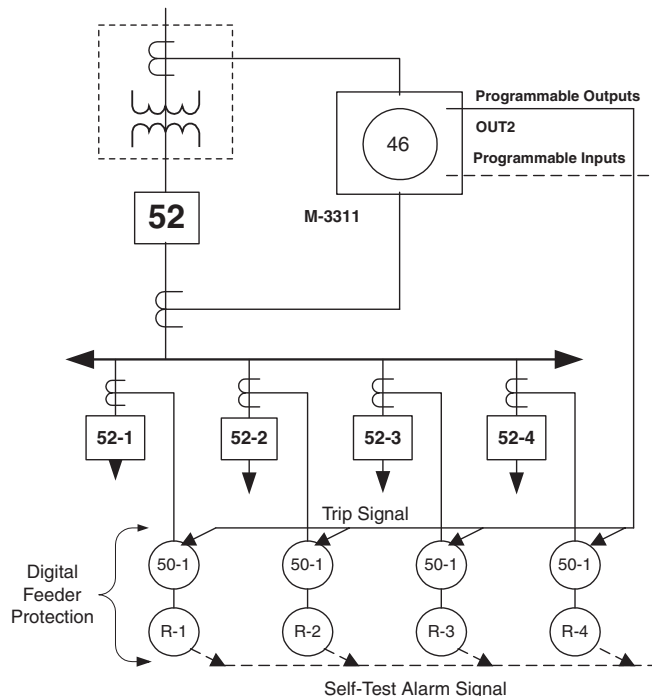 Programmable Outputs
OUT2
46
Programmable Inputs
52
M-3311
52-1
52-2
52-3
52-4
Trip Signal
50-1
50-1
50-1
50-1
Digital
Feeder
Protection
R-1
R-2
R-3
R-4
Self-Test Alarm Signal